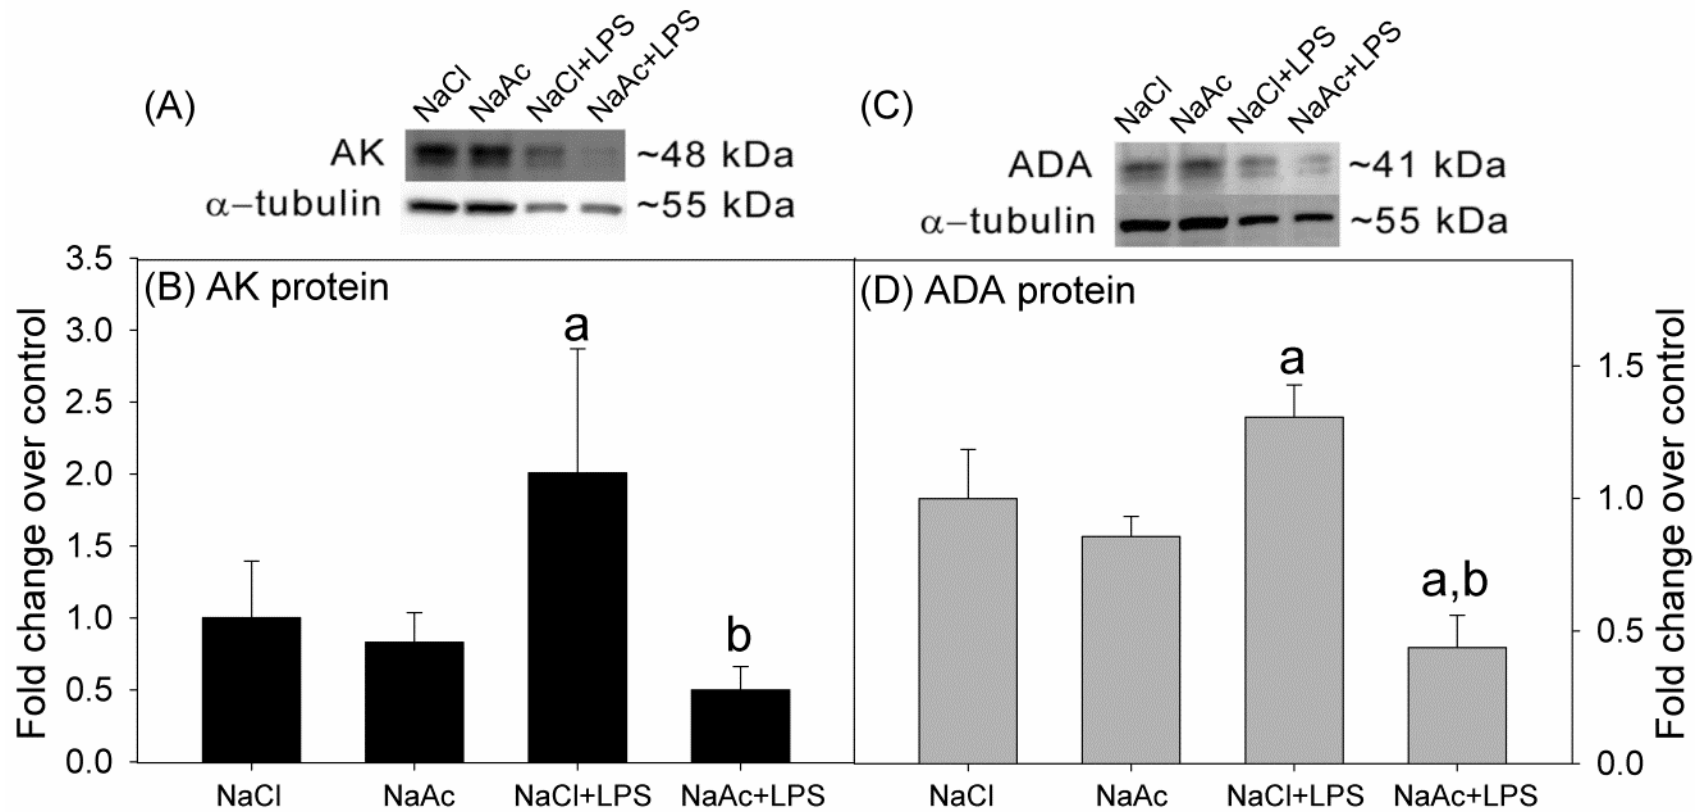 (A)
NaCl
NaAc
NaCl+LPS
NaAc+LPS
AK
~48 kDa
α−tubulin
~55 kDa
(C)
NaCl
NaAc
NaCl+LPS
NaAc+LPS
ADA
~41 kDa
α−tubulin
~55 kDa
(B) AK protein
Fold change over control
3.5
3.0
2.5
2.0
1.5
1.0
0.5
0.0
a
b
NaCl
NaAc
NaCl+LPS
NaAc+LPS
(D) ADA protein
a
a,b
1.5
1.0
0.5
0.0
Fold change over control
NaCl
NaAc
NaCl+LPS
NaAc+LPS